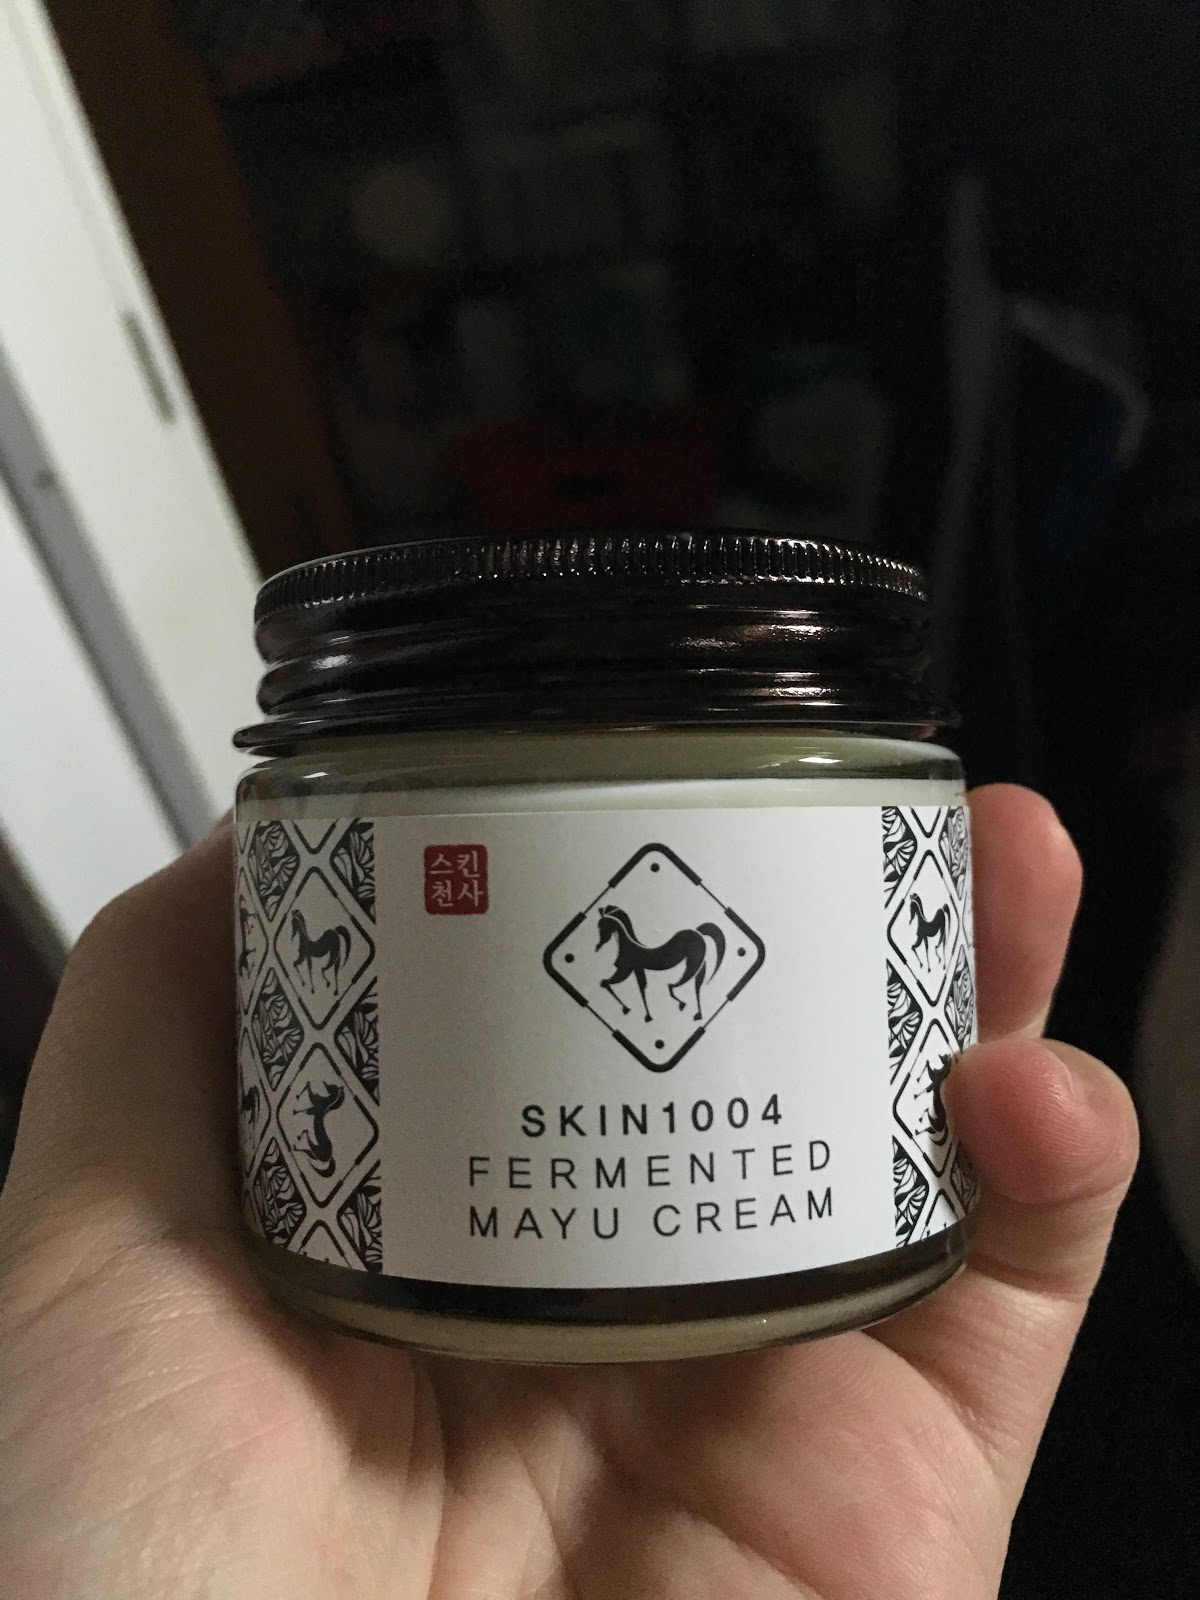 스킨
천사
SKIN1004
FERMENTED
MAYU CREAM